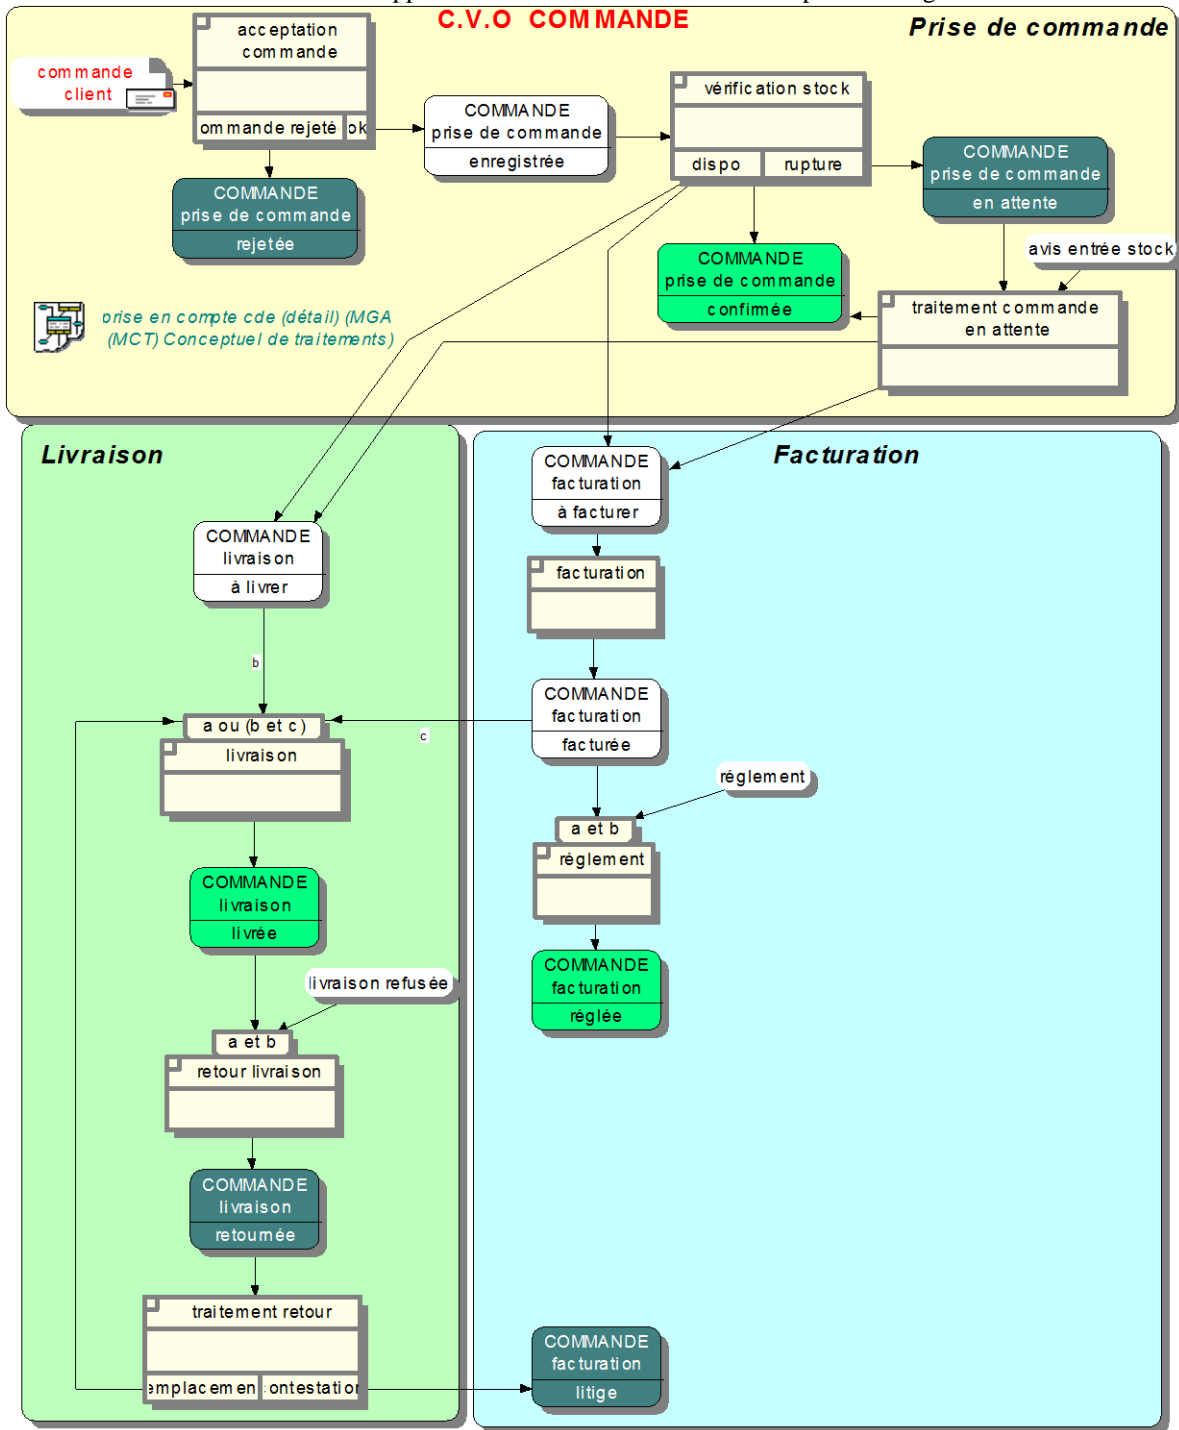 C.V.O COMMANDE
Prise de commande
acceptation
commande
commande
client
ommande rejeté
ok
COMMANDE
prise de commande
enregistrée
vérification stock
dispo
rupture
COMMANDE
prise de commande
en attente
COMMANDE
prise de commande
rejetée
avis entrée stock
COMMANDE
prise de commande
confirmée
traitement commande
en attente
prise en compte cde (détail) (MGA
(MCT) Conceptuel de traitements)
Livraison
Facturation
COMMANDE
facturation
à facturer
COMMANDE
livraison
à livrer
facturation
b
COMMANDE
facturation
facturée
a ou (b et c)
c
livraison
réglement
a et b
réglement
COMMANDE
livraison
livrée
COMMANDE
facturation
réglée
livraison refusée
a et b
retour livraison
COMMANDE
livraison
retournée
traitement retour
emplacemen
contestation
COMMANDE
facturation
litige